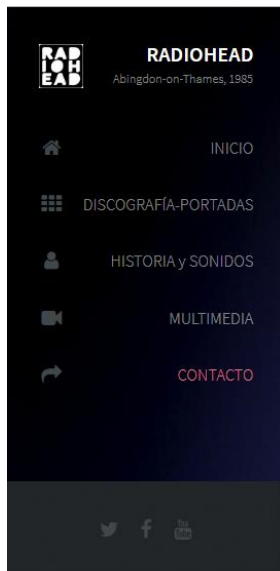 RAD
IOH
EAD
RADIOHEAD
Abingdon-on-Thames, 1985
INICIO
DISCOGRAFÍA-PORTADAS
HISTORIA y SONIDOS
MULTIMEDIA
CONTACTO
You
Tube